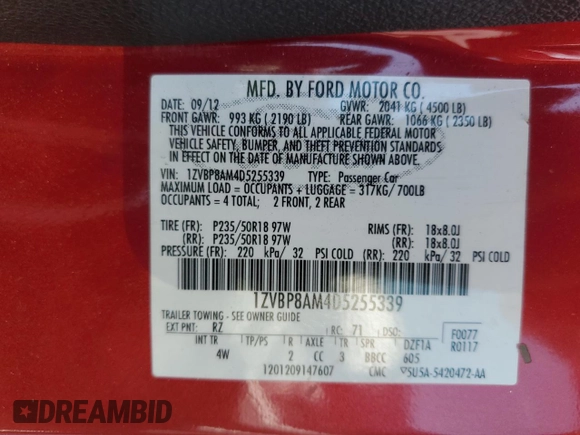 MFD. BY FORD MOTOR CO.
DATE: 09/12 GVWR: 2041 KG ( 4500 LB)
FRONT GAWR: 993 KG ( 2190 LB) REAR GAWR: 1066 KG ( 2350 LB)
THIS VEHICLE CONFORMS TO ALL APPLICABLE FEDERAL MOTOR
VEHICLE SAFETY, BUMPER, AND THEFT PREVENTION STANDARDS
IN EFFECT ON THE DATE OF MANUFACTURE SHOWN ABOVE.
VIN: 1ZVBP8AM4D5255339 TYPE: Passenger Car
MAXIMUM LOAD = OCCUPANTS + LUGGAGE = 317KG/ 700LB
OCCUPANTS = 4 TOTAL; 2 FRONT, 2 REAR
TIRE (FR): P235/50R18 97W RIMS (FR): 18x8.0J
(RR): P235/50R18 97W (RR): 18x8.0J
PRESSURE (FR): 220 kPa/ 32 PSI COLD (RR): 220 kPa/ 32 PSI COLD
1ZVBP8AM4D5255339
TRAILER TOWING - SEE OWNER GUIDE
EXT PNT: RZ RC: 71 DSO: F0077
INT TR TP/PS R AXLE TR SPR DZF1A R0117
4W 2 CC 3 BBCC 605
1201209147607 CMC SU5A-5420472-AA
DREAMBID